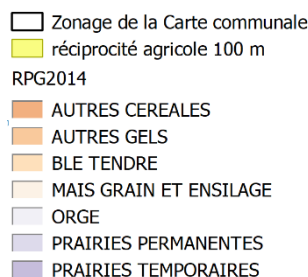 Zonage de la Carte communale
réciprocité agricole 100 m
RPG2014
AUTRES CEREALES
AUTRES GELS
BLE TENDRE
MAIS GRAIN ET ENSILAGE
ORGE
PRAIRIES PERMANENTES
PRAIRIES TEMPORAIRES